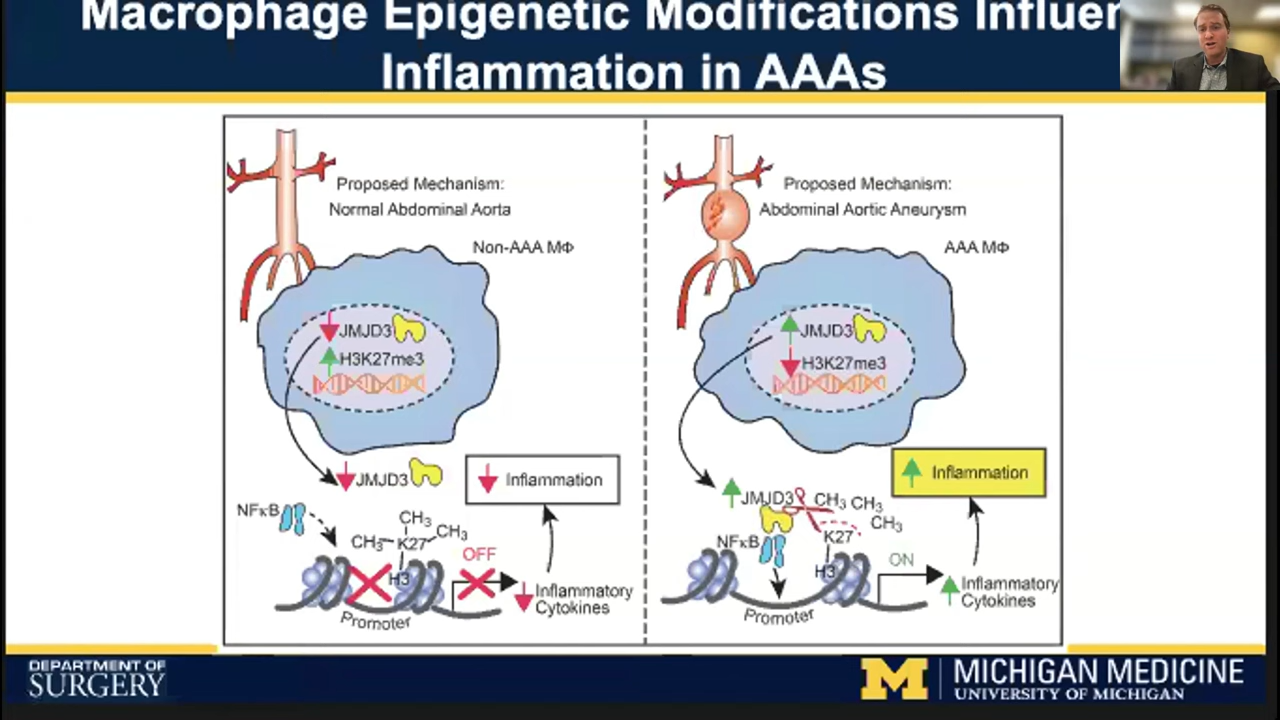 Macrophage Epigenetic Modifications Influen
Inflammation in AAAs
Proposed Mechanism:
Normal Abdominal Aorta
Non-AAA MΦ
JMJD3
H3K27me3
JMJD3
Inflammation
NFκB
CH3
CH3 K27 CH3
H3
OFF
Promoter
Inflammatory
Cytokines
Proposed Mechanism:
Abdominal Aortic Aneurysm
AAA MΦ
JMJD3
H3K27me3
Inflammation
JMJD3
CH3 CH3
CH3
NFκB
K27
H3
ON
Promoter
Inflammatory
Cytokines
DEPARTMENT OF
SURGERY
M
MICHIGAN MEDICINE
UNIVERSITY OF MICHIGAN